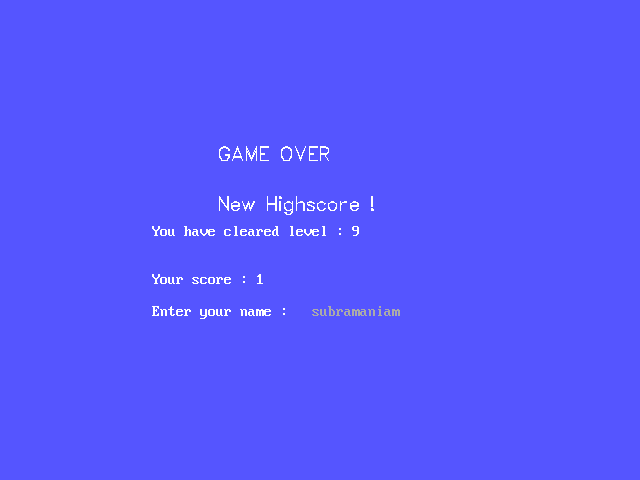 GAME OVER
New Highscore !
You have cleared level : 9
Your score : 1
Enter your name : subramaniam